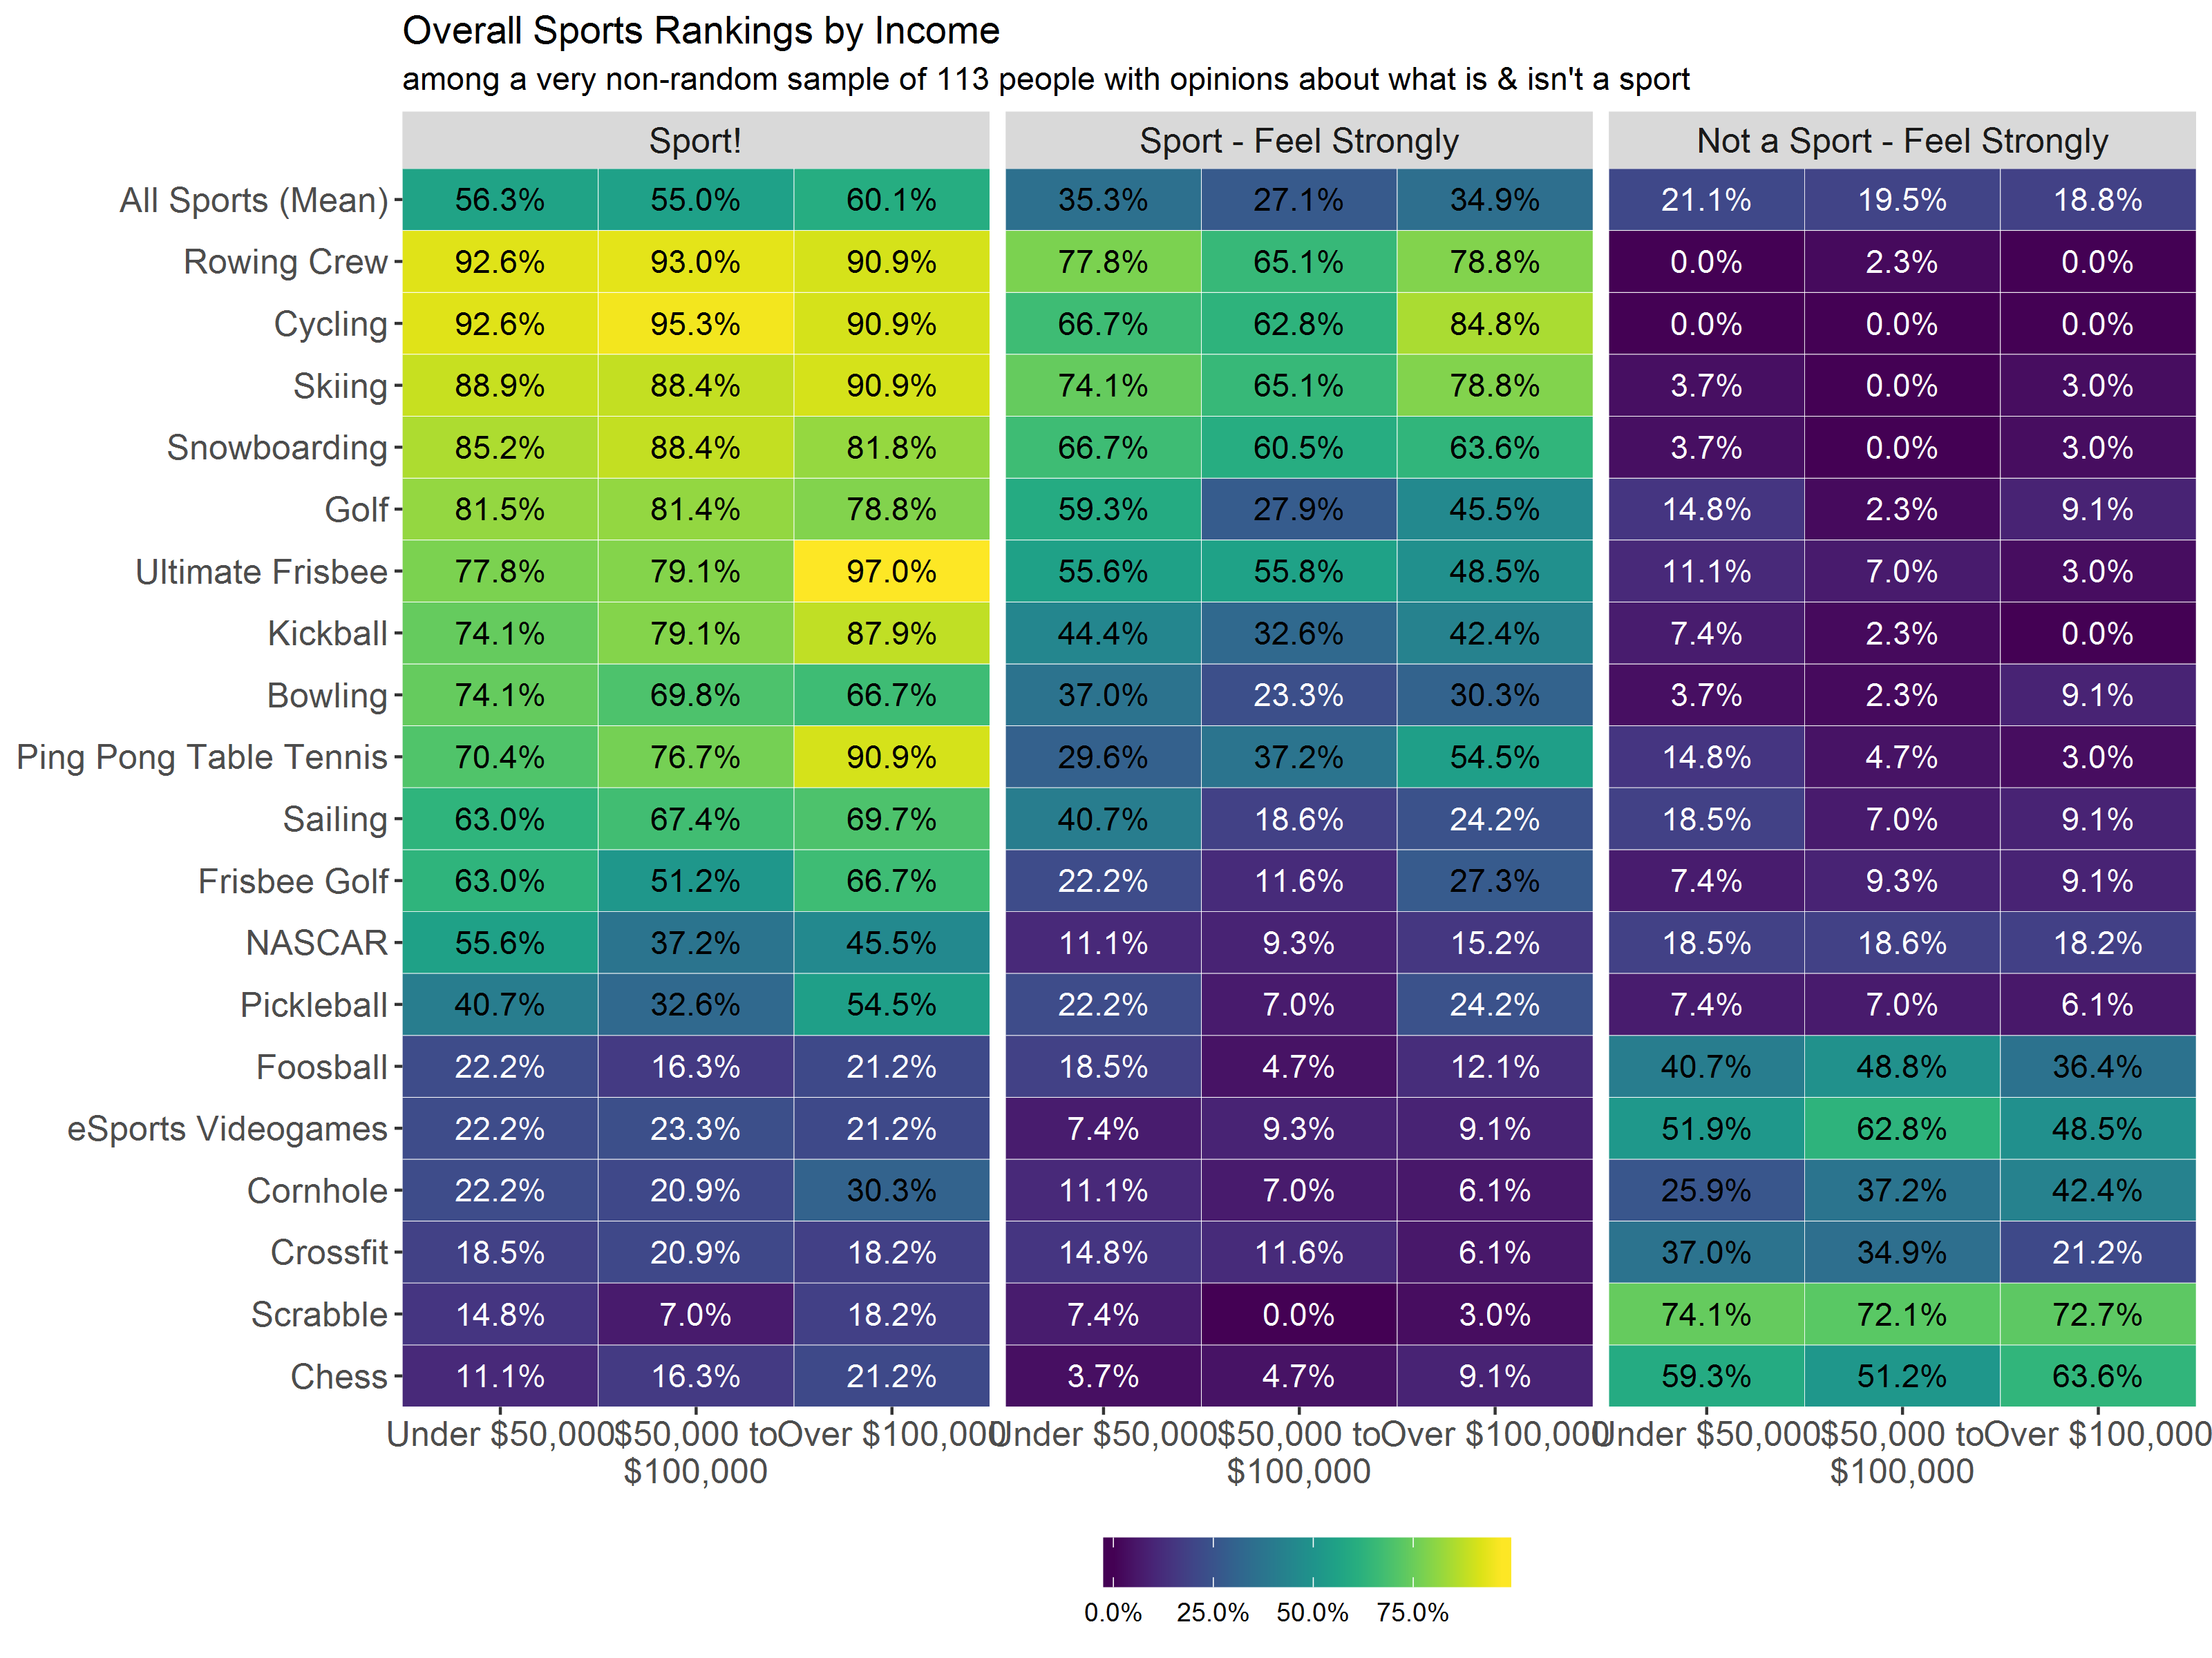 Overall Sports Rankings by Income
among a very non-random sample of 113 people with opinions about what is & isn't a sport
Sport! Sport - Feel Strongly Not a Sport - Feel Strongly
All Sports (Mean) 56.3% 55.0% 60.1% 35.3% 27.1% 34.9% 21.1% 19.5% 18.8%
Rowing Crew 92.6% 93.0% 90.9% 77.8% 65.1% 78.8% 0.0% 2.3% 0.0%
Cycling 92.6% 95.3% 90.9% 66.7% 62.8% 84.8% 0.0% 0.0% 0.0%
Skiing 88.9% 88.4% 90.9% 74.1% 65.1% 78.8% 3.7% 0.0% 3.0%
Snowboarding 85.2% 88.4% 81.8% 66.7% 60.5% 63.6% 3.7% 0.0% 3.0%
Golf 81.5% 81.4% 78.8% 59.3% 27.9% 45.5% 14.8% 2.3% 9.1%
Ultimate Frisbee 77.8% 79.1% 97.0% 55.6% 55.8% 48.5% 11.1% 7.0% 3.0%
Kickball 74.1% 79.1% 87.9% 44.4% 32.6% 42.4% 7.4% 2.3% 0.0%
Bowling 74.1% 69.8% 66.7% 37.0% 23.3% 30.3% 3.7% 2.3% 9.1%
Ping Pong Table Tennis 70.4% 76.7% 90.9% 29.6% 37.2% 54.5% 14.8% 4.7% 3.0%
Sailing 63.0% 67.4% 69.7% 40.7% 18.6% 24.2% 18.5% 7.0% 9.1%
Frisbee Golf 63.0% 51.2% 66.7% 22.2% 11.6% 27.3% 7.4% 9.3% 9.1%
NASCAR 55.6% 37.2% 45.5% 11.1% 9.3% 15.2% 18.5% 18.6% 18.2%
Pickleball 40.7% 32.6% 54.5% 22.2% 7.0% 24.2% 7.4% 7.0% 6.1%
Foosball 22.2% 16.3% 21.2% 18.5% 4.7% 12.1% 40.7% 48.8% 36.4%
eSports Videogames 22.2% 23.3% 21.2% 7.4% 9.3% 9.1% 51.9% 62.8% 48.5%
Cornhole 22.2% 20.9% 30.3% 11.1% 7.0% 6.1% 25.9% 37.2% 42.4%
Crossfit 18.5% 20.9% 18.2% 14.8% 11.6% 6.1% 37.0% 34.9% 21.2%
Scrabble 14.8% 7.0% 18.2% 7.4% 0.0% 3.0% 74.1% 72.1% 72.7%
Chess 11.1% 16.3% 21.2% 3.7% 4.7% 9.1% 59.3% 51.2% 63.6%
Under $50,000 $50,000 to Over $100,000 Under $50,000 $50,000 to Over $100,000 Under $50,000 $50,000 to Over $100,000
$100,000 $100,000 $100,000
0.0% 25.0% 50.0% 75.0%